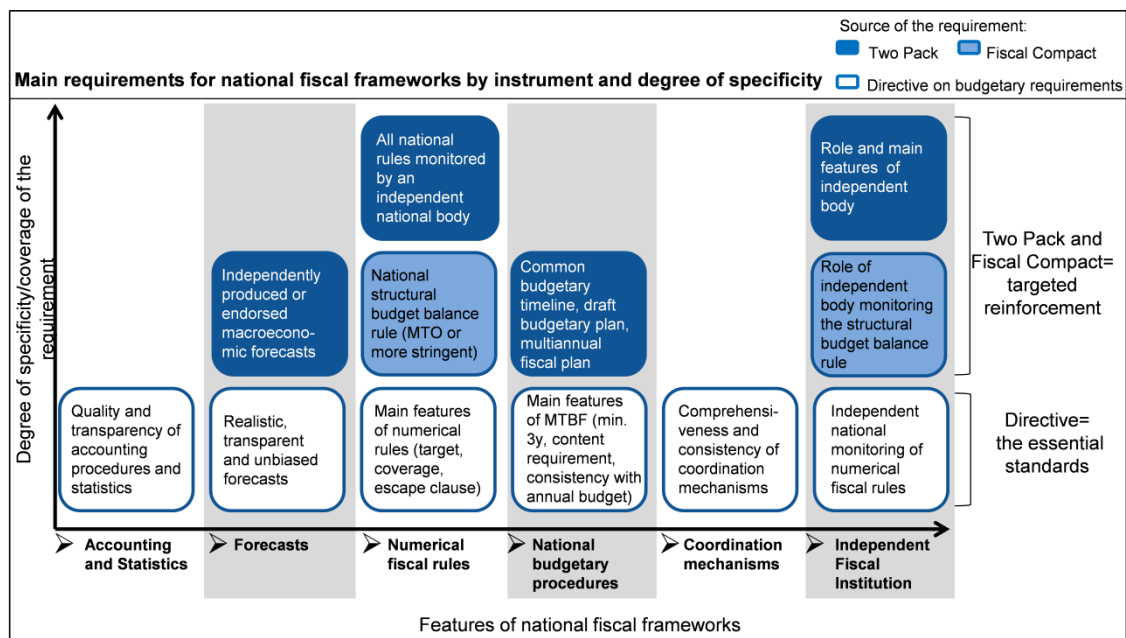 Source of the requirement:
Two Pack
Fiscal Compact
Main requirements for national fiscal frameworks by instrument and degree of specificity
Directive on budgetary requirements
Degree of specificity/coverage of the
requirement
All national
rules monitored
by an
independent
national body
Role and main
features of
independent
body
Two Pack and
Fiscal Compact=
targeted
reinforcement
Independently
produced or
endorsed
macroecono-
mic forecasts
National
structural
budget balance
rule (MTO or
more stringent)
Common
budgetary
timeline, draft
budgetary plan,
multiannual
fiscal plan
Role of
independent
body monitoring
the structural
budget balance
rule
Quality and
transparency of
accounting
procedures and
statistics
Realistic,
transparent
and unbiased
forecasts
Main features
of numerical
rules (target,
coverage,
escape clause)
Main features
of MTBF (min.
3y, content
requirement,
consistency with
annual budget)
Comprehensi-
veness and
consistency of
coordination
mechanisms
Independent
national
monitoring of
numerical
fiscal rules
Directive=
the essential
standards
Accounting
and Statistics
Forecasts
Numerical
fiscal rules
National
budgetary
procedures
Coordination
mechanisms
Independent
Fiscal
Institution
Features of national fiscal frameworks